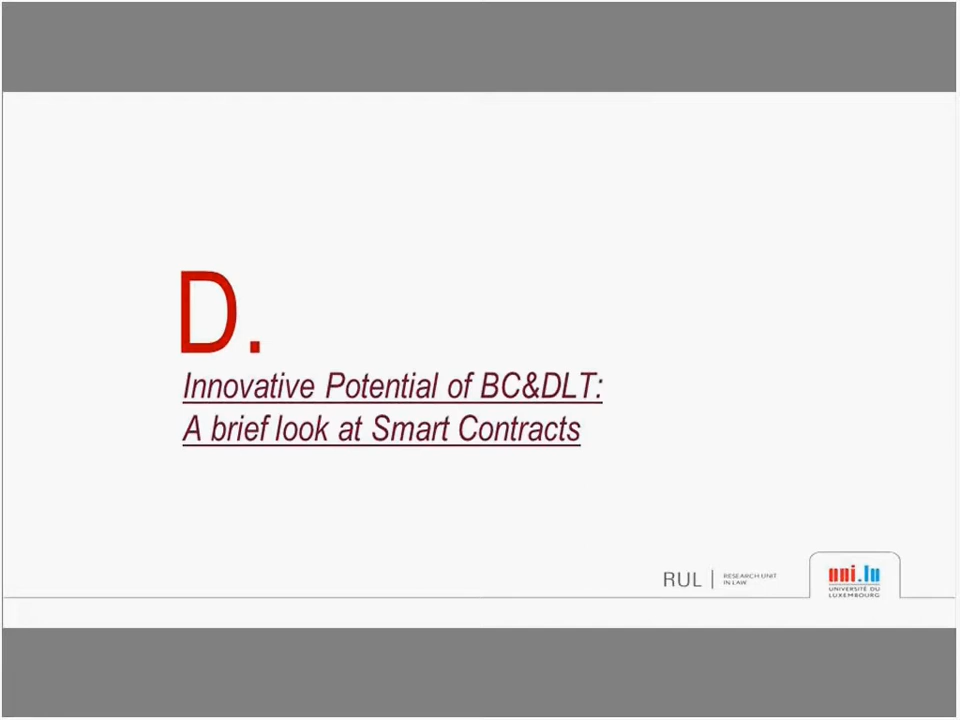 D.
Innovative Potential of BC&DLT:
A brief look at Smart Contracts
RUL | RESEARCH UNIT
IN LAW
uni.lu
UNIVERSITÉ DU
LUXEMBOURG